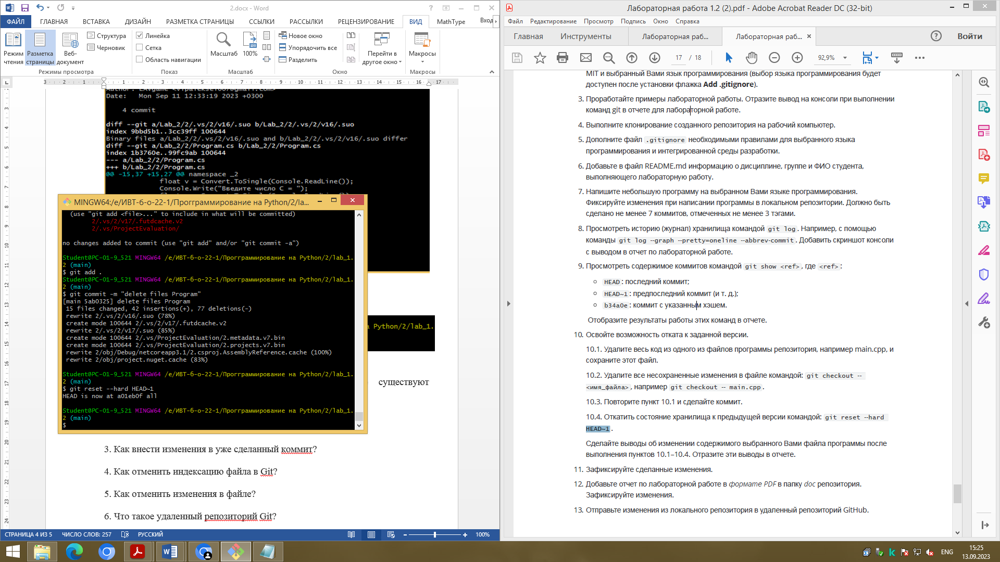 2.docx - Word
ФАЙЛ
ГЛАВНАЯ
ВСТАВКА
ДИЗАЙН
РАЗМЕТКА СТРАНИЦЫ
ССЫЛКИ
РАССЫЛКИ
РЕЦЕНЗИРОВАНИЕ
ВИД
MathType
Вход
Режим чтения
Разметка страницы
Веб-документ
Структура
Черновик
Режимы просмотра
Линейка
Сетка
Область навигации
Показ
Масштаб
100%
Масштаб
Новое окно
Упорядочить все
Разделить
Перейти в другое окно
Окно
Макросы
Макросы
Date:   Mon Sep 11 12:33:19 2023 +0300
4 commit
diff --git a/Lab_2/2/.vs/2/v16/.suo b/Lab_2/2/.vs/2/v16/.suo
index 9bbd5b1..3cc39ff 100644
Binary files a/Lab_2/2/.vs/2/v16/.suo and b/Lab_2/2/.vs/2/v16/.suo differ
diff --git a/Lab_2/2/Program.cs b/Lab_2/2/Program.cs
index 1b3760e..99fc9ab 100644
--- a/Lab_2/2/Program.cs
+++ b/Lab_2/2/Program.cs
@@ -15,37 +15,27 @@ namespace _2
float v = Convert.ToSingle(Console.ReadLine());
Console.Write("Введите число C = ");
MINGW64:/e/ИВТ-б-о-22-1/Прогграммирование на Python/2/la...
(use "git add <file>..." to include in what will be committed)
2/.vs/2/v17/.futdcache.v2
2/.vs/ProjectEvaluation/
no changes added to commit (use "git add" and/or "git commit -a")
Student@PC-01-9_521 MINGW64 /e/ИВТ-б-о-22-1/Прогграммирование на Python/2/lab_1.
2 (main)
$ git add .
Student@PC-01-9_521 MINGW64 /e/ИВТ-б-о-22-1/Прогграммирование на Python/2/lab_1.
2 (main)
$ git commit -m "delete files Program"
[main 5ab0325] delete files Program
15 files changed, 42 insertions(+), 77 deletions(-)
rewrite 2/.vs/2/v16/.suo (78%)
create mode 100644 2/.vs/2/v17/.futdcache.v2
rewrite 2/.vs/2/v17/.suo (85%)
create mode 100644 2/.vs/ProjectEvaluation/2.metadata.v7.bin
create mode 100644 2/.vs/ProjectEvaluation/2.projects.v7.bin
rewrite 2/obj/Debug/netcoreapp3.1/2.csproj.AssemblyReference.cache (100%)
rewrite 2/obj/project.nuget.cache (83%)
Student@PC-01-9_521 MINGW64 /e/ИВТ-б-о-22-1/Прогграммирование на Python/2/lab_1.
2 (main)
$ git reset --hard HEAD~1
HEAD is now at a01eb0f all
Student@PC-01-9_521 MINGW64 /e/ИВТ-б-о-22-1/Прогграммирование на Python/2/lab_1.
2 (main)
$
а Python/2/lab_1.
существуют
3. Как внести изменения в уже сделанный коммит?
4. Как отменить индексацию файла в Git?
5. Как отменить изменения в файле?
6. Что такое удаленный репозиторий Git?
СТРАНИЦА 4 ИЗ 5
ЧИСЛО СЛОВ: 257
РУССКИЙ
100%
Лабораторная работа 1.2 (2).pdf - Adobe Acrobat Reader DC (32-bit)
Файл Редактирование Просмотр Подпись Окно Справка
Главная
Инструменты
Лабораторная раб...
Лабораторная раб...
Войти
17 / 18
92,9%
MIT и выбранный Вами язык программирования (выбор языка программирования будет
доступен после установки флажка Add .gitignore).
3. Проработайте примеры лабораторной работы. Отразите вывод на консоли при выполнении
команд git в отчете для лабораторной работе.
4. Выполните клонирование созданного репозитория на рабочий компьютер.
5. Дополните файл .gitignore необходимыми правилами для выбранного языка
программирования и интегрированной среды разработки.
6. Добавьте в файл README.md информацию о дисциплине, группе и ФИО студента,
выполняющего лабораторную работу.
7. Напишите небольшую программу на выбранном Вами языке программирования.
Фиксируйте изменения при написании программы в локальном репозитории. Должно быть
сделано не менее 7 коммитов, отмеченных не менее 3 тэгами.
8. Просмотреть историю (журнал) хранилища командой git log. Например, с помощью
команды git log --graph --pretty=oneline --abbrev-commit. Добавить скриншот консоли
с выводом в отчет по лабораторной работе.
9. Просмотреть содержимое коммитов командой git show <ref>, где <ref>:
HEAD: последний коммит;
HEAD~1: предпоследний коммит (и т. д.);
b34a0e: коммит с указанным хэшем.
Отобразите результаты работы этих команд в отчете.
10. Освойте возможность отката к заданной версии.
10.1. Удалите весь код из одного из файлов программы репозитория, например main.cpp, и
сохраните этот файл.
10.2. Удалите все несохраненные изменения в файле командой: git checkout --
<имя_файла>, например git checkout -- main.cpp.
10.3. Повторите пункт 10.1 и сделайте коммит.
10.4. Откатить состояние хранилища к предыдущей версии командой: git reset --hard
HEAD~1.
Сделайте выводы об изменении содержимого выбранного Вами файла программы после
выполнения пунктов 10.1–10.4. Отразите эти выводы в отчете.
11. Зафиксируйте сделанные изменения.
12. Добавьте отчет по лабораторной работе в формате PDF в папку doc репозитория.
Зафиксируйте изменения.
13. Отправьте изменения из локального репозитория в удаленный репозиторий GitHub.
ENG
15:25
13.09.2023